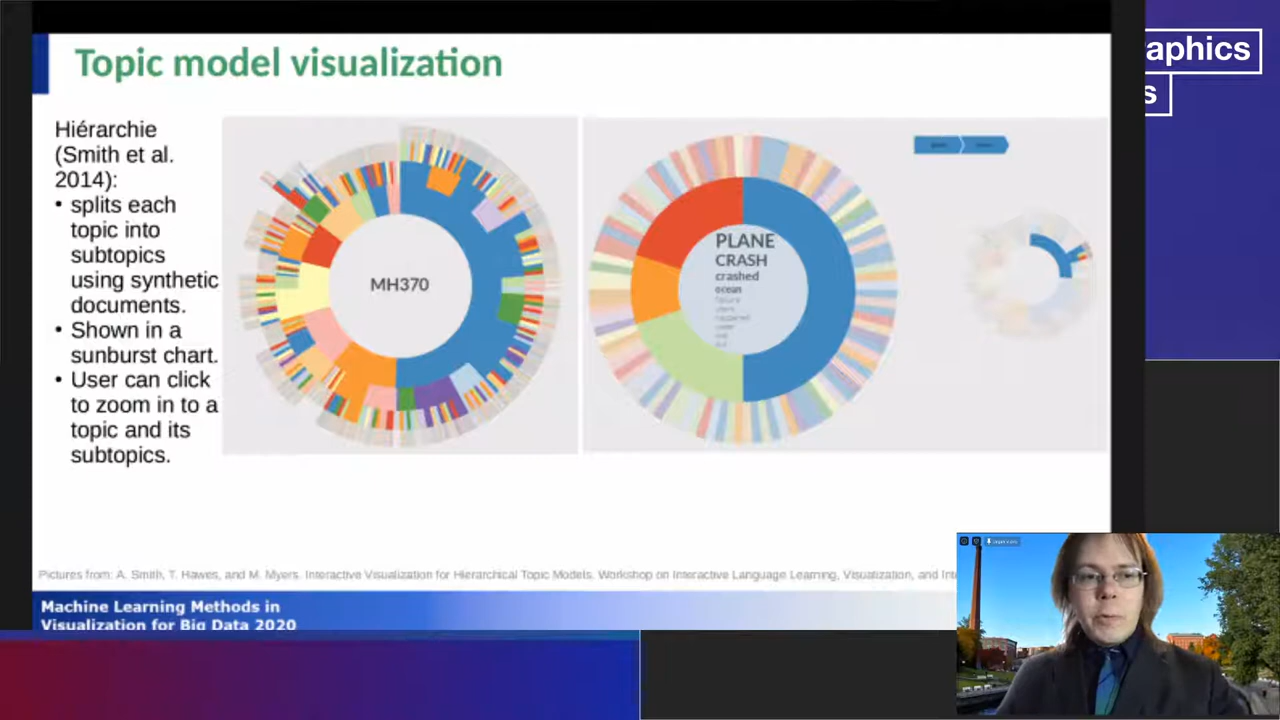 Topic model visualization
aphics
s
Hiérarchie
(Smith et al.
2014):
• splits each
topic into
subtopics
using synthetic
documents.
• Shown in a
sunburst chart.
• User can click
to zoom in to a
topic and its
subtopics.
MH370
PLANE
CRASH
crashed
ocean
Pictures from: A. Smith, T. Hawes, and M. Myers. Interactive Visualization for Hierarchical Topic Models. Workshop on Interactive Language Learning, Visualization, and Inte
Machine Learning Methods in
Visualization for Big Data 2020